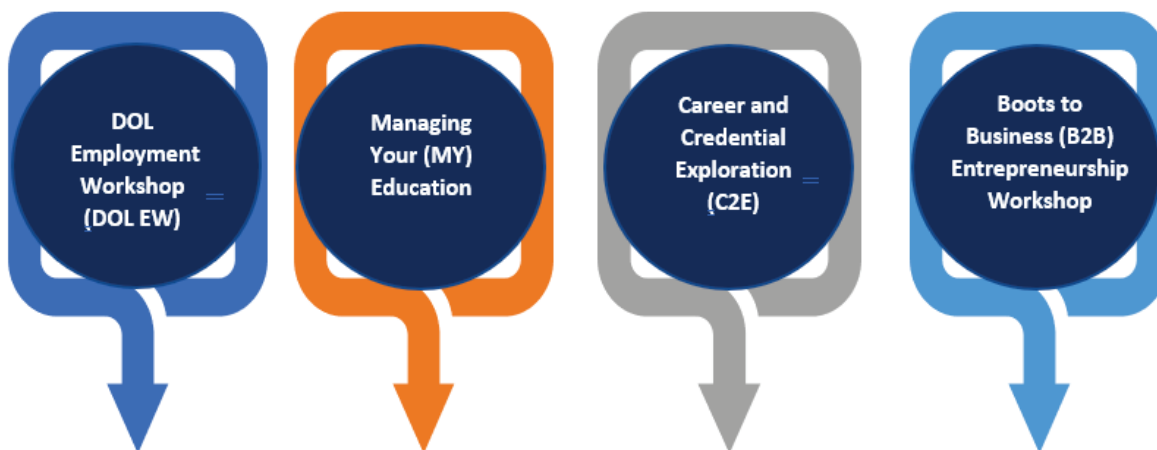 DOL
Employment
Workshop
(DOL EW)
Managing
Your (MY)
Education
Career and
Credential
Exploration
(C2E)
Boots to
Business (B2B)
Entrepreneurship
Workshop